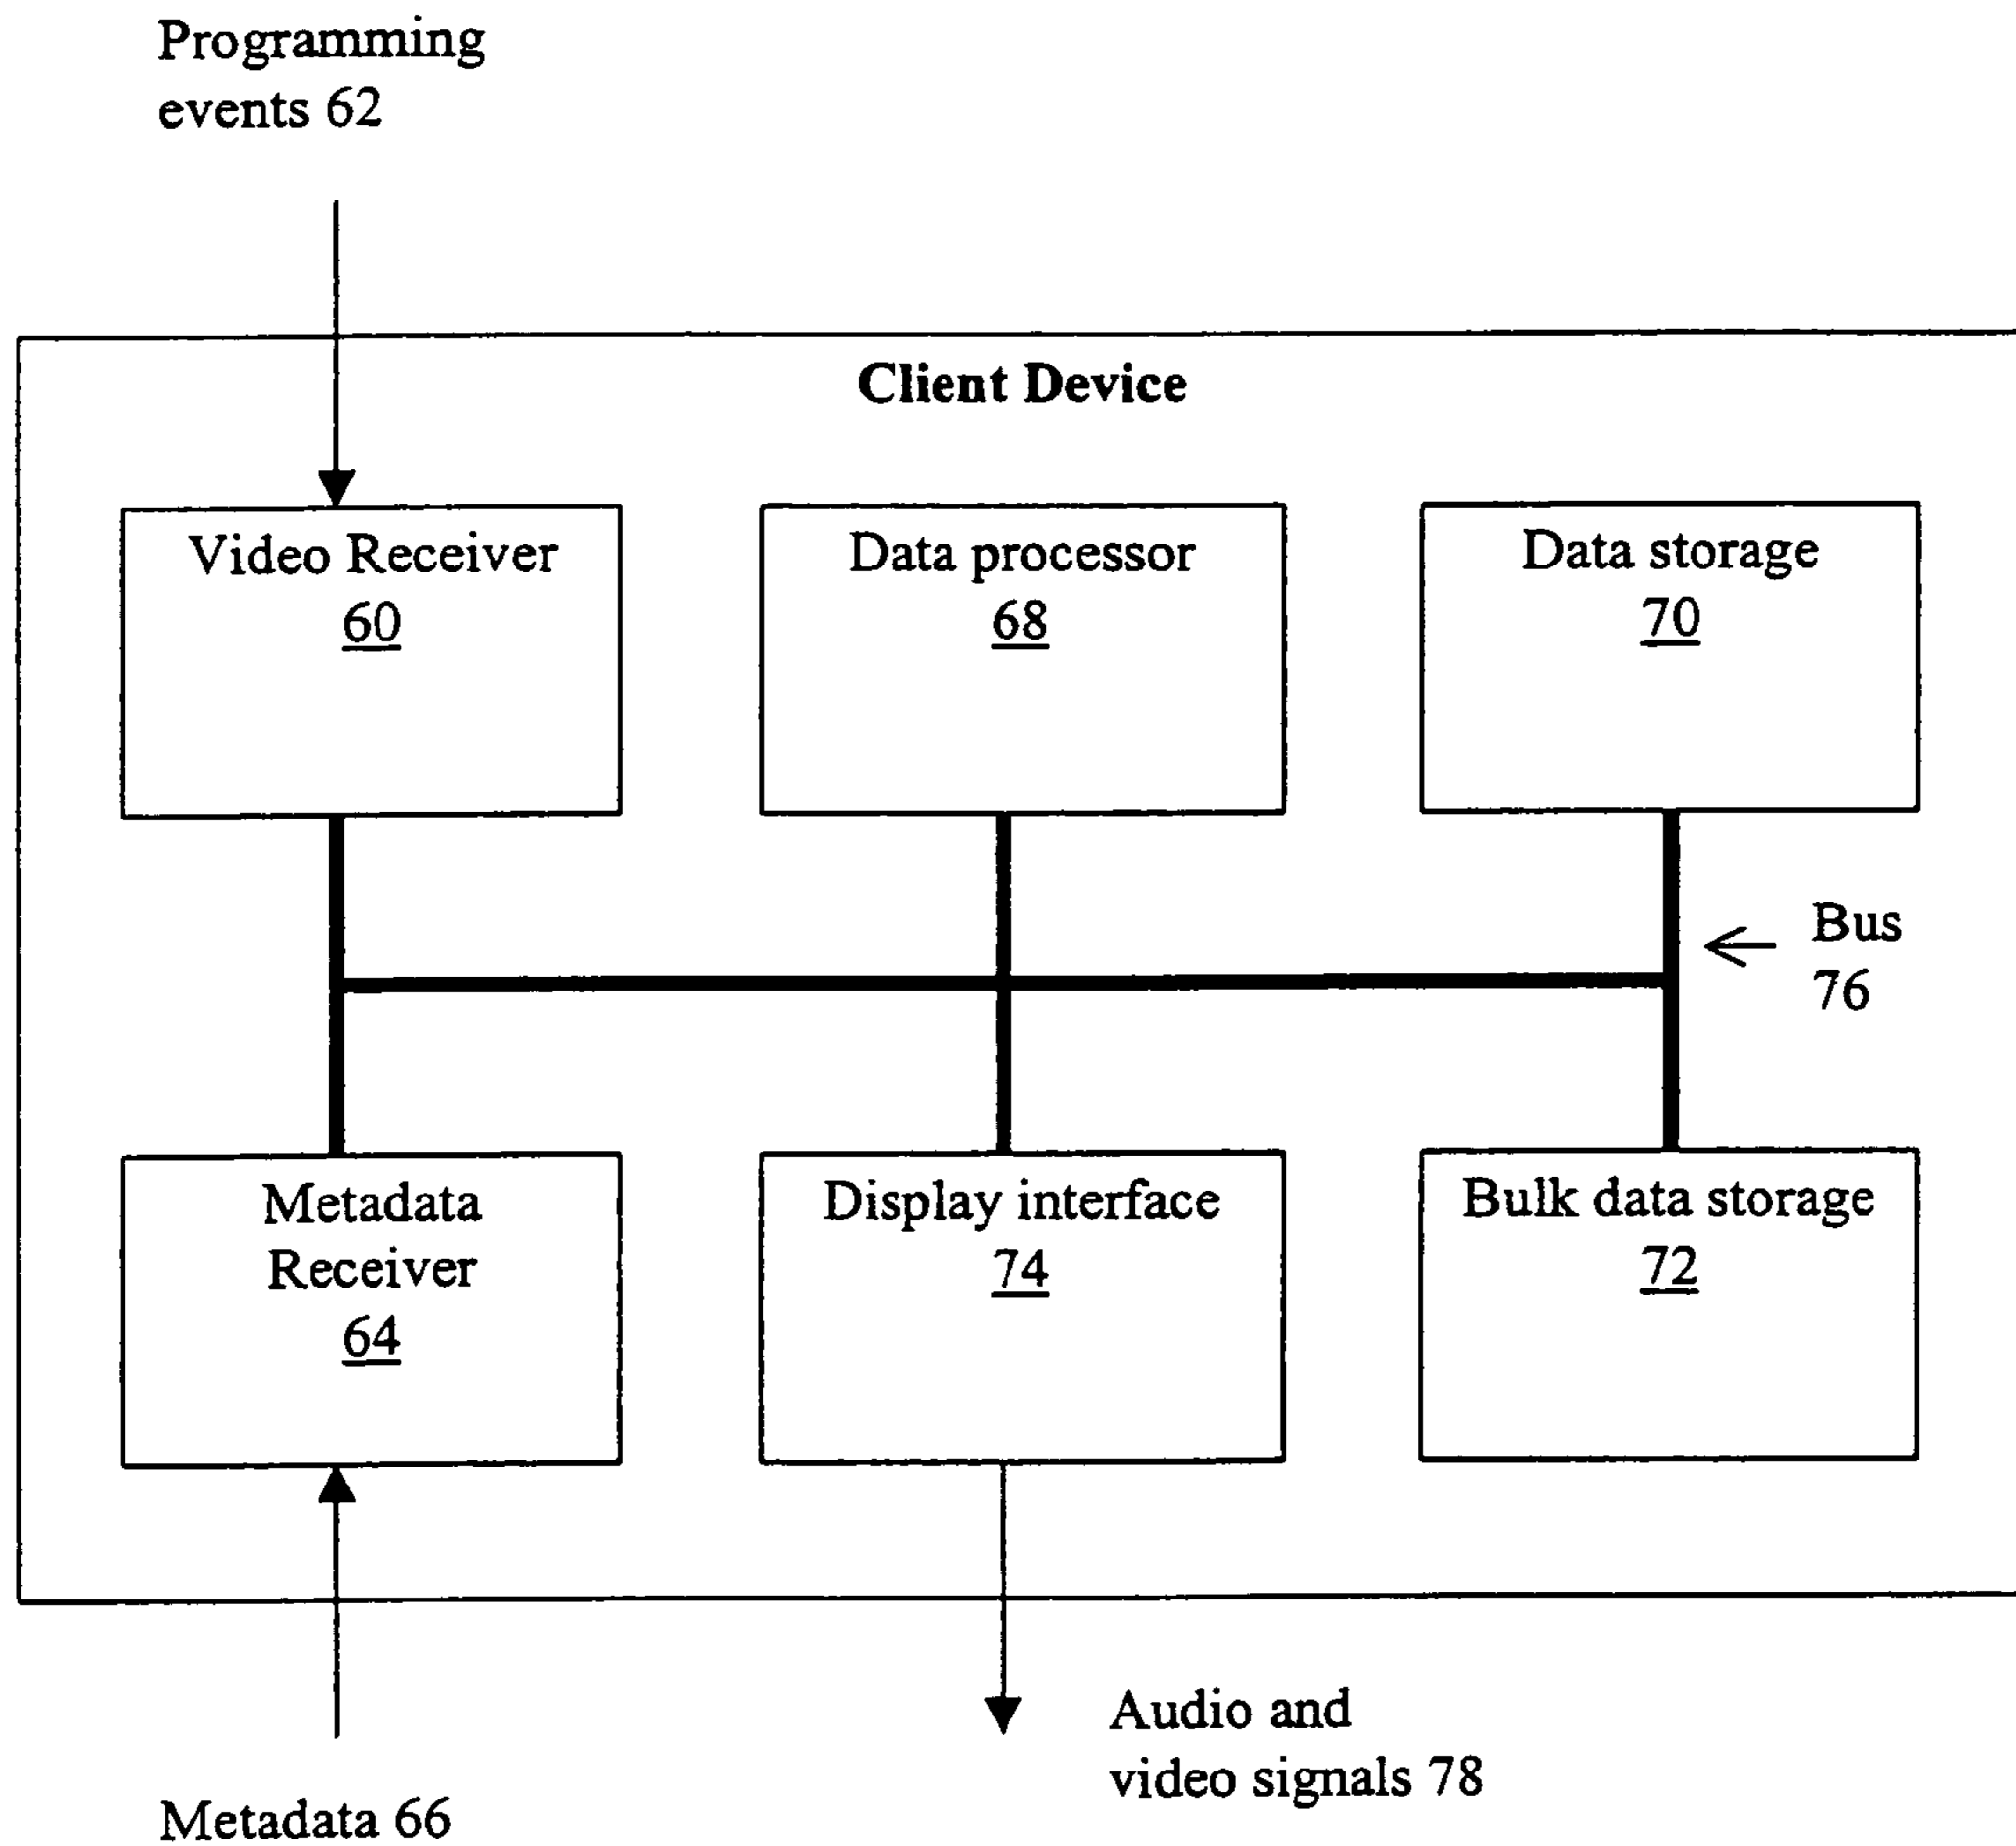 Programming
events 62
Client Device
Video Receiver
60
Data processor
68
Data storage
70
Bus
76
Metadata
Receiver
64
Display interface
74
Bulk data storage
72
Audio and
video signals 78
Metadata 66